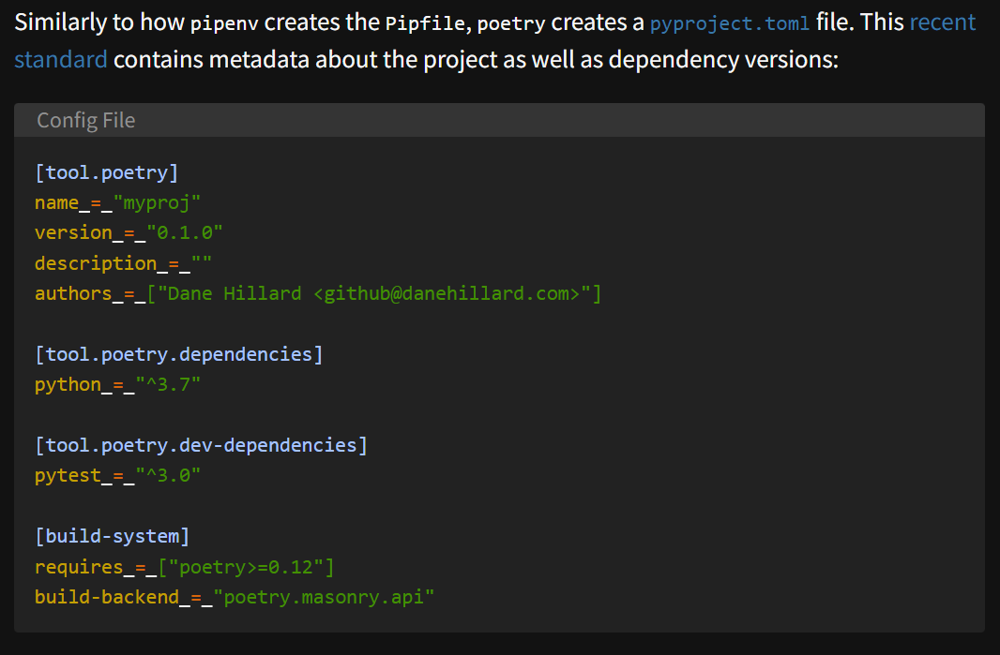 Similarly to how pipenv creates the Pipfile, poetry creates a pyproject.toml file. This recent
standard contains metadata about the project as well as dependency versions:
Config File
[tool.poetry]
name_=_"myproj"
version_=_"0.1.0"
description_=_""
authors_=_["Dane Hillard <github@danehillard.com>"]
[tool.poetry.dependencies]
python_=_"^3.7"
[tool.poetry.dev-dependencies]
pytest_=_"^3.0"
[build-system]
requires_=_["poetry>=0.12"]
build-backend_=_"poetry.masonry.api"